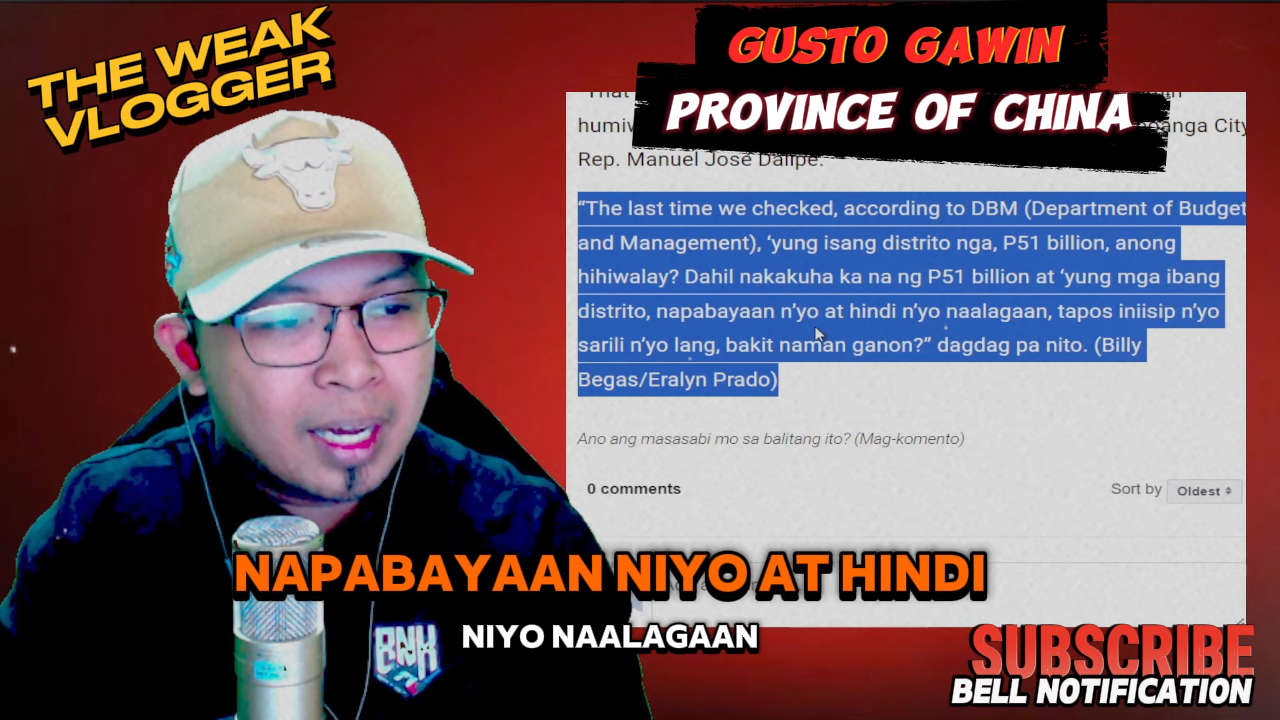 THE WEAK
VLOGGER
GUSTO GAWIN
PROVINCE OF CHINA
"That
humiw
anga City
Rep. Manuel Jose Dalipe.
“The last time we checked, according to DBM (Department of Budget
and Management), ‘yung isang distrito nga, P51 billion, anong
hihiwalay? Dahil nakakuha ka na ng P51 billion at ‘yung mga ibang
distrito, napabayaan n’yo at hindi n’yo naalagaan, tapos iniisip n’yo
sarili n’yo lang, bakit naman ganon?” dagdag pa nito. (Billy
Begas/Eralyn Prado)
Ano ang masasabi mo sa balitang ito? (Mag-komento)
0 comments
Sort by Oldest
NAPABAYAAN NIYO AT HINDI
NIYO NAALAGAAN
BNK
SUBSCRIBE
BELL NOTIFICATION